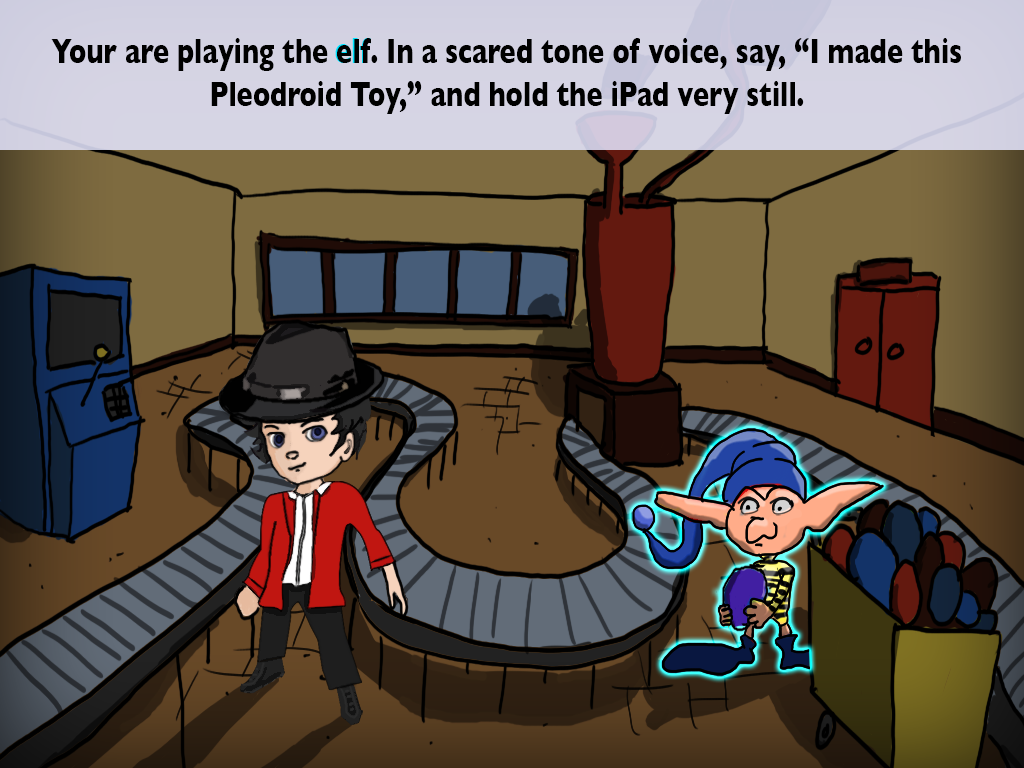 Your are playing the elf. In a scared tone of voice, say, “I made this
Pleodroid Toy,” and hold the iPad very still.